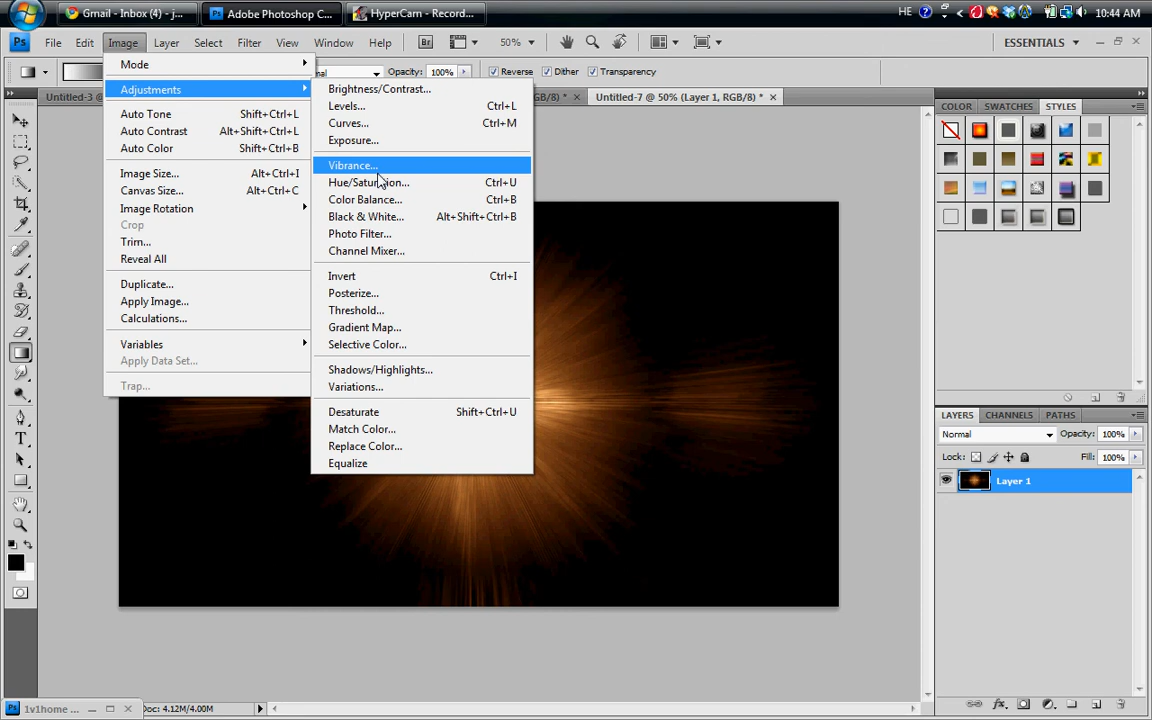 Gmail - Inbox (4) - j...
Adobe Photoshop C...
HyperCam - Record...
HE
10:44 AM
Ps
File
Edit
Image
Layer
Select
Filter
View
Window
Help
Br
50%
ESSENTIALS
Opacity:
100%
Reverse
Dither
Transparency
Untitled-3 @
RGB/8) *
Untitled-7 @ 50% (Layer 1, RGB/8) *
Mode
Adjustments
Auto Tone Shift+Ctrl+L
Auto Contrast Alt+Shift+Ctrl+L
Auto Color Shift+Ctrl+B
Image Size... Alt+Ctrl+I
Canvas Size... Alt+Ctrl+C
Image Rotation
Crop
Trim...
Reveal All
Duplicate...
Apply Image...
Calculations...
Variables
Apply Data Set...
Trap...
Brightness/Contrast...
Levels... Ctrl+L
Curves... Ctrl+M
Exposure...
Vibrance...
Hue/Saturation... Ctrl+U
Color Balance... Ctrl+B
Black & White... Alt+Shift+Ctrl+B
Photo Filter...
Channel Mixer...
Invert Ctrl+I
Posterize...
Threshold...
Gradient Map...
Selective Color...
Shadows/Highlights...
Variations...
Desaturate Shift+Ctrl+U
Match Color...
Replace Color...
Equalize
COLOR
SWATCHES
STYLES
LAYERS
CHANNELS
PATHS
Normal
Opacity: 100%
Lock:
Fill: 100%
Layer 1
T
fx
Ps 1v1home ...
Doc: 4.12M/4.00M